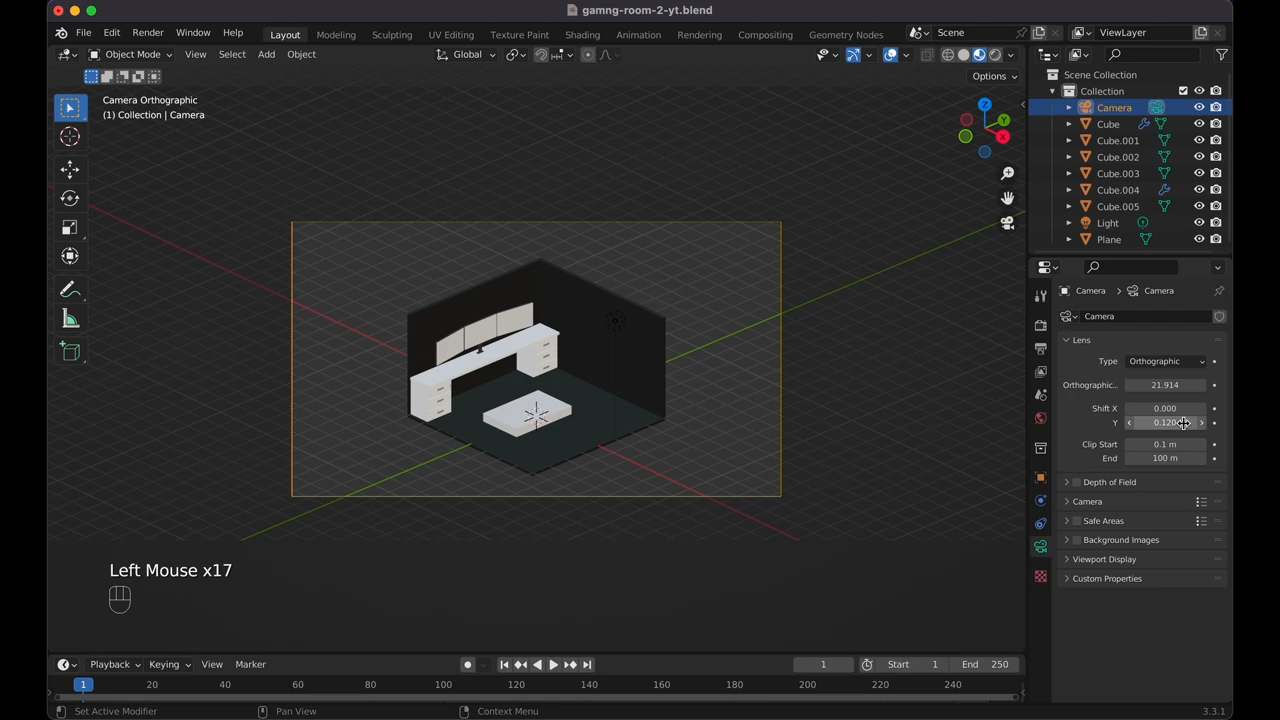 gamng-room-2-yt.blend
File Edit Render Window Help Layout Modeling Sculpting UV Editing Texture Paint Shading Animation Rendering Compositing Geometry Nodes Scene ViewLayer
Object Mode View Select Add Object Global
Options
Camera Orthographic
(1) Collection | Camera
Z
Y
X
Scene Collection
Collection
Camera
Cube
Cube.001
Cube.002
Cube.003
Cube.004
Cube.005
Light
Plane
Camera Camera
Camera
Lens
Type Orthographic
Orthographic... 21.914
Shift X 0.000
Y 0.120
Clip Start 0.1 m
End 100 m
Depth of Field
Camera
Safe Areas
Background Images
Viewport Display
Custom Properties
Left Mouse x17
Playback Keying View Marker 1 Start 1 End 250
1 20 40 60 80 100 120 140 160 180 200 220 240
Set Active Modifier Pan View Context Menu 3.3.1